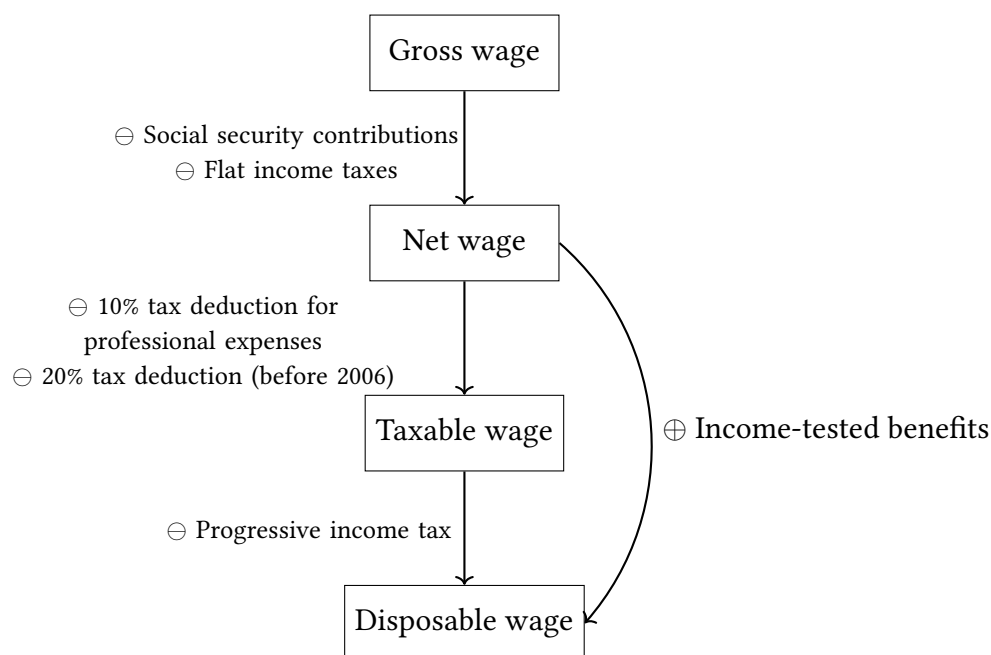 Gross wage
⊖ Social security contributions
⊖ Flat income taxes
Net wage
⊖ 10% tax deduction for
professional expenses
⊖ 20% tax deduction (before 2006)
Taxable wage
⊕ Income-tested benefits
⊖ Progressive income tax
Disposable wage